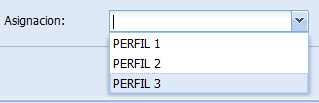 Asignacion:
PERFIL 1
PERFIL 2
PERFIL 3